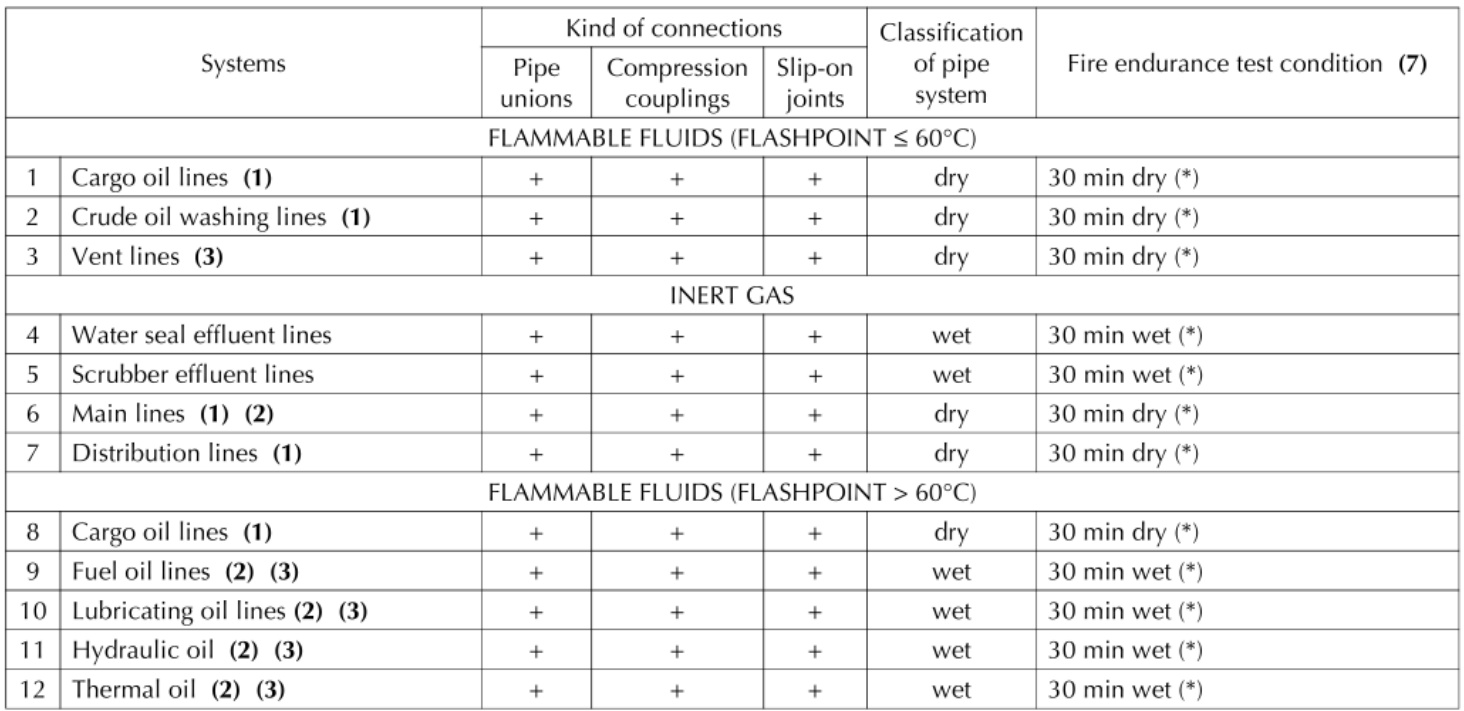 Systems Kind of connections Classification of pipe system Fire endurance test condition (7)
Pipe unions Compression couplings Slip-on joints
FLAMMABLE FLUIDS (FLASHPOINT ≤ 60°C)
1 Cargo oil lines (1) + + + dry 30 min dry (*)
2 Crude oil washing lines (1) + + + dry 30 min dry (*)
3 Vent lines (3) + + + dry 30 min dry (*)
INERT GAS
4 Water seal effluent lines + + + wet 30 min wet (*)
5 Scrubber effluent lines + + + wet 30 min wet (*)
6 Main lines (1) (2) + + + dry 30 min dry (*)
7 Distribution lines (1) + + + dry 30 min dry (*)
FLAMMABLE FLUIDS (FLASHPOINT > 60°C)
8 Cargo oil lines (1) + + + dry 30 min dry (*)
9 Fuel oil lines (2) (3) + + + wet 30 min wet (*)
10 Lubricating oil lines (2) (3) + + + wet 30 min wet (*)
11 Hydraulic oil (2) (3) + + + wet 30 min wet (*)
12 Thermal oil (2) (3) + + + wet 30 min wet (*)